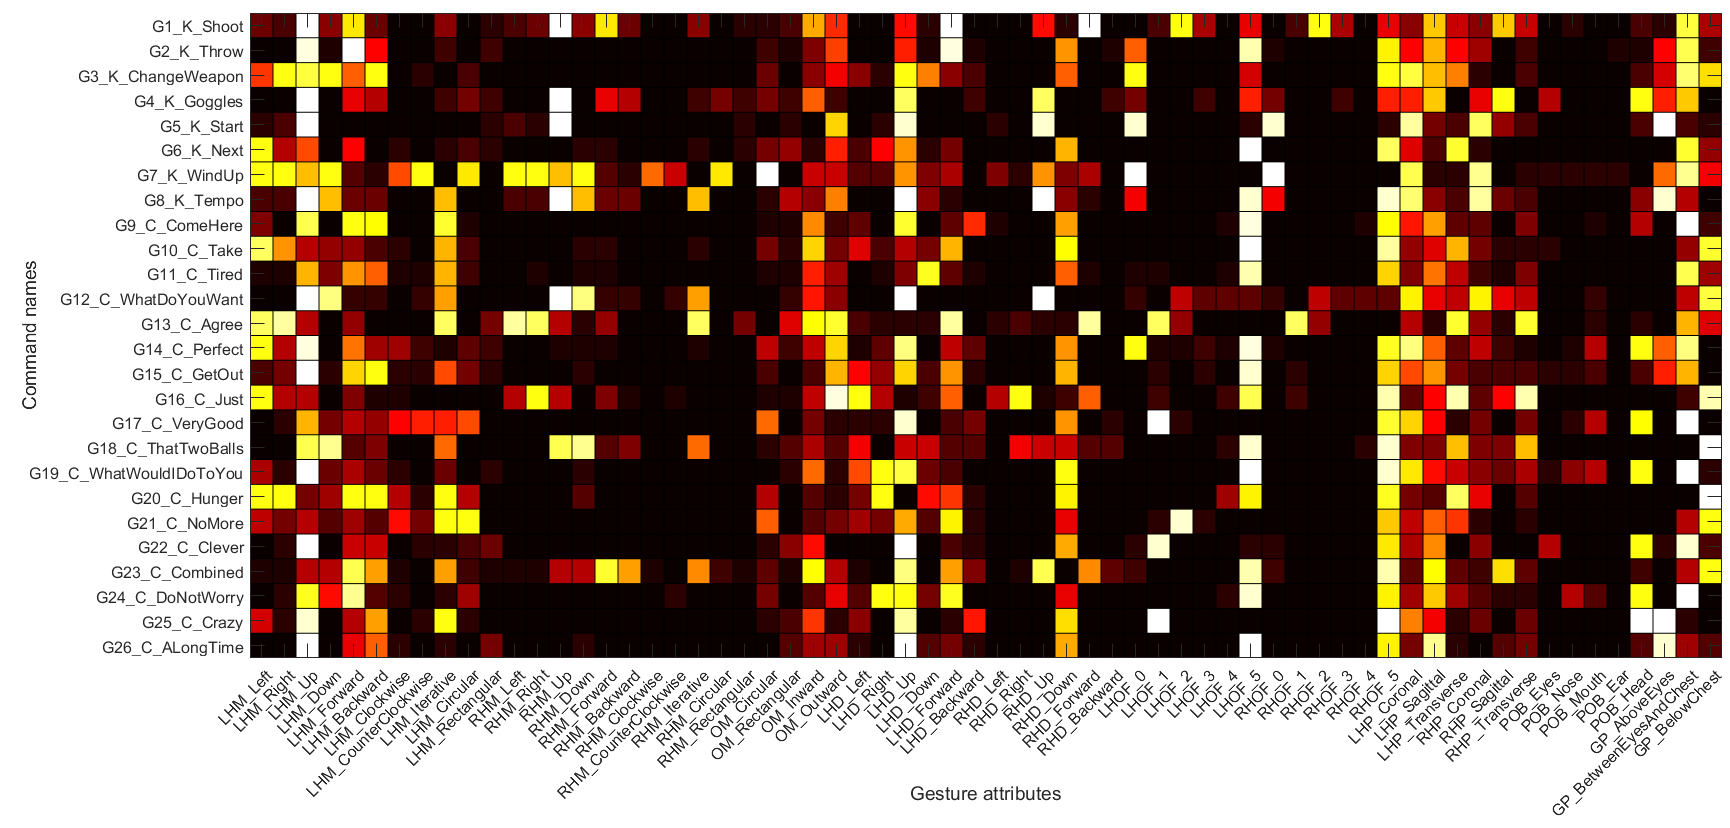 G1_K_Shoot
G2_K_Throw
G3_K_ChangeWeapon
G4_K_Goggles
G5_K_Start
G6_K_Next
G7_K_WindUp
G8_K_Tempo
G9_C_ComeHere
G10_C_Take
G11_C_Tired
G12_C_WhatDoYouWant
G13_C_Agree
G14_C_Perfect
G15_C_GetOut
G16_C_Just
G17_C_VeryGood
G18_C_ThatTwoBalls
G19_C_WhatWouldIDoToYou
G20_C_Hunger
G21_C_NoMore
G22_C_Clever
G23_C_Combined
G24_C_DoNotWorry
G25_C_Crazy
G26_C_ALongTime
Command names
LHM_Left
LHM_Right
LHM_Up
LHM_Down
LHM_Forward
LHM_Backward
LHM_Clockwise
LHM_CounterClockwise
LHM_Iterative
LHM_Circular
LHM_Rectangular
RHM_Left
RHM_Right
RHM_Up
RHM_Down
RHM_Forward
RHM_Backward
RHM_Clockwise
RHM_CounterClockwise
RHM_Iterative
RHM_Circular
RHM_Rectangular
OM_Circular
OM_Rectangular
OM_Inward
OM_Outward
LHD_Left
LHD_Right
LHD_Up
LHD_Down
LHD_Forward
LHD_Backward
RHD_Left
RHD_Right
RHD_Up
RHD_Down
RHD_Forward
RHD_Backward
LHOF_0
LHOF_1
LHOF_2
LHOF_3
LHOF_4
LHOF_5
RHOF_0
RHOF_1
RHOF_2
RHOF_3
RHOF_4
RHOF_5
LHP_Coronal
LHP_Sagittal
LHP_Transverse
RHP_Coronal
RHP_Sagittal
RHP_Transverse
POB_Eyes
POB_Nose
POB_Mouth
POB_Ear
POB_Head
GP_AboveEyes
GP_BetweenEyesAndChest
GP_BelowChest
Gesture attributes